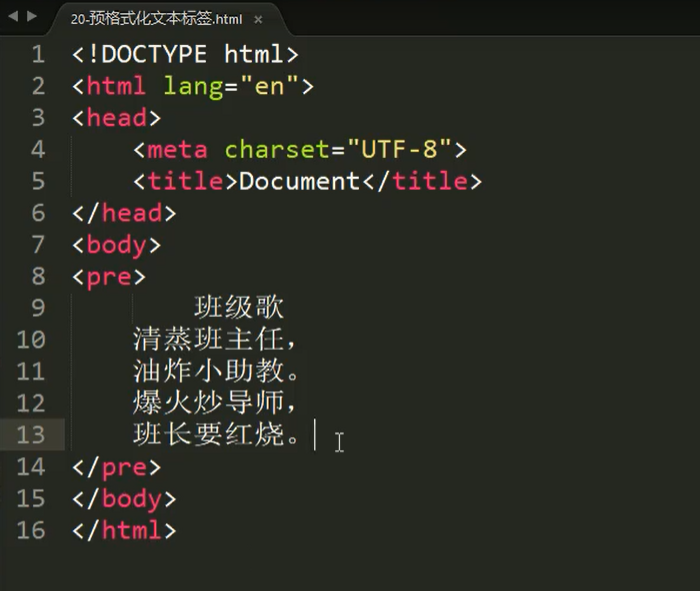 20-预格式化文本标签.html ×
1 <!DOCTYPE html>
2 <html lang="en">
3 <head>
4     <meta charset="UTF-8">
5     <title>Document</title>
6 </head>
7 <body>
8 <pre>
9         班级歌
10     清蒸班主任，
11     油炸小助教。
12     爆火炒导师，
13     班长要红烧。
14 </pre>
15 </body>
16 </html>